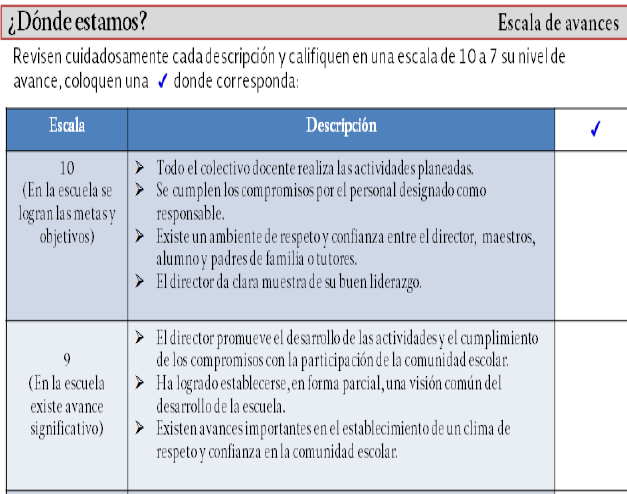 ¿Dónde estamos? Escala de avances
Revisen cuidadosamente cada descripción y califiquen en una escala de 10 a 7 su nivel de
avance, coloquen una ✓ donde corresponda:
Escala Descripción ✓
10
(En la escuela se
logran las metas y
objetivos)
➢ Todo el colectivo docente realiza las actividades planeadas.
➢ Se cumplen los compromisos por el personal designado como
responsable.
➢ Existe un ambiente de respeto y confianza entre el director, maestros,
alumno y padres de familia o tutores.
➢ El director da clara muestra de su buen liderazgo.
9
(En la escuela
existe avance
significativo)
➢ El director promueve el desarrollo de las actividades y el cumplimiento
de los compromisos con la participación de la comunidad escolar.
➢ Ha logrado establecerse, en forma parcial, una visión común del
desarrollo de la escuela.
➢ Existen avances importantes en el establecimiento de un clima de
respeto y confianza en la comunidad escolar.